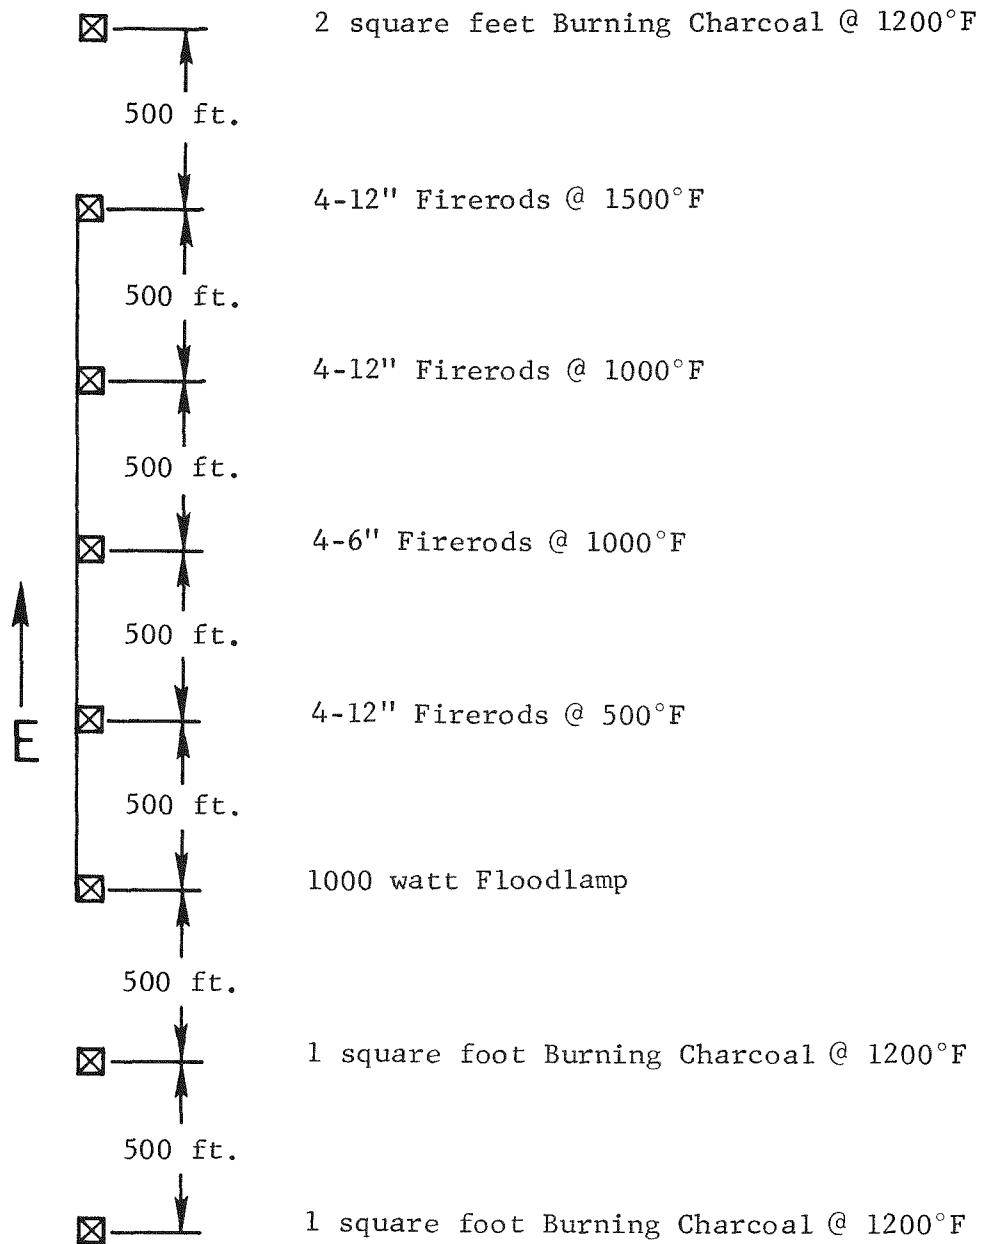 2 square feet Burning Charcoal @ 1200°F
500 ft.
4-12" Firerods @ 1500°F
500 ft.
4-12" Firerods @ 1000°F
500 ft.
4-6" Firerods @ 1000°F
500 ft.
4-12" Firerods @ 500°F
E
500 ft.
1000 watt Floodlamp
500 ft.
1 square foot Burning Charcoal @ 1200°F
500 ft.
1 square foot Burning Charcoal @ 1200°F